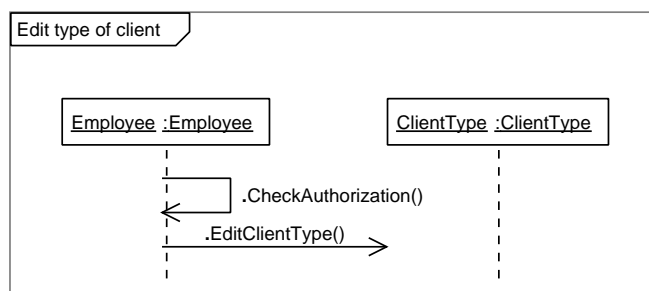 Edit type of client
Employee :Employee
ClientType :ClientType
.CheckAuthorization()
.EditClientType()